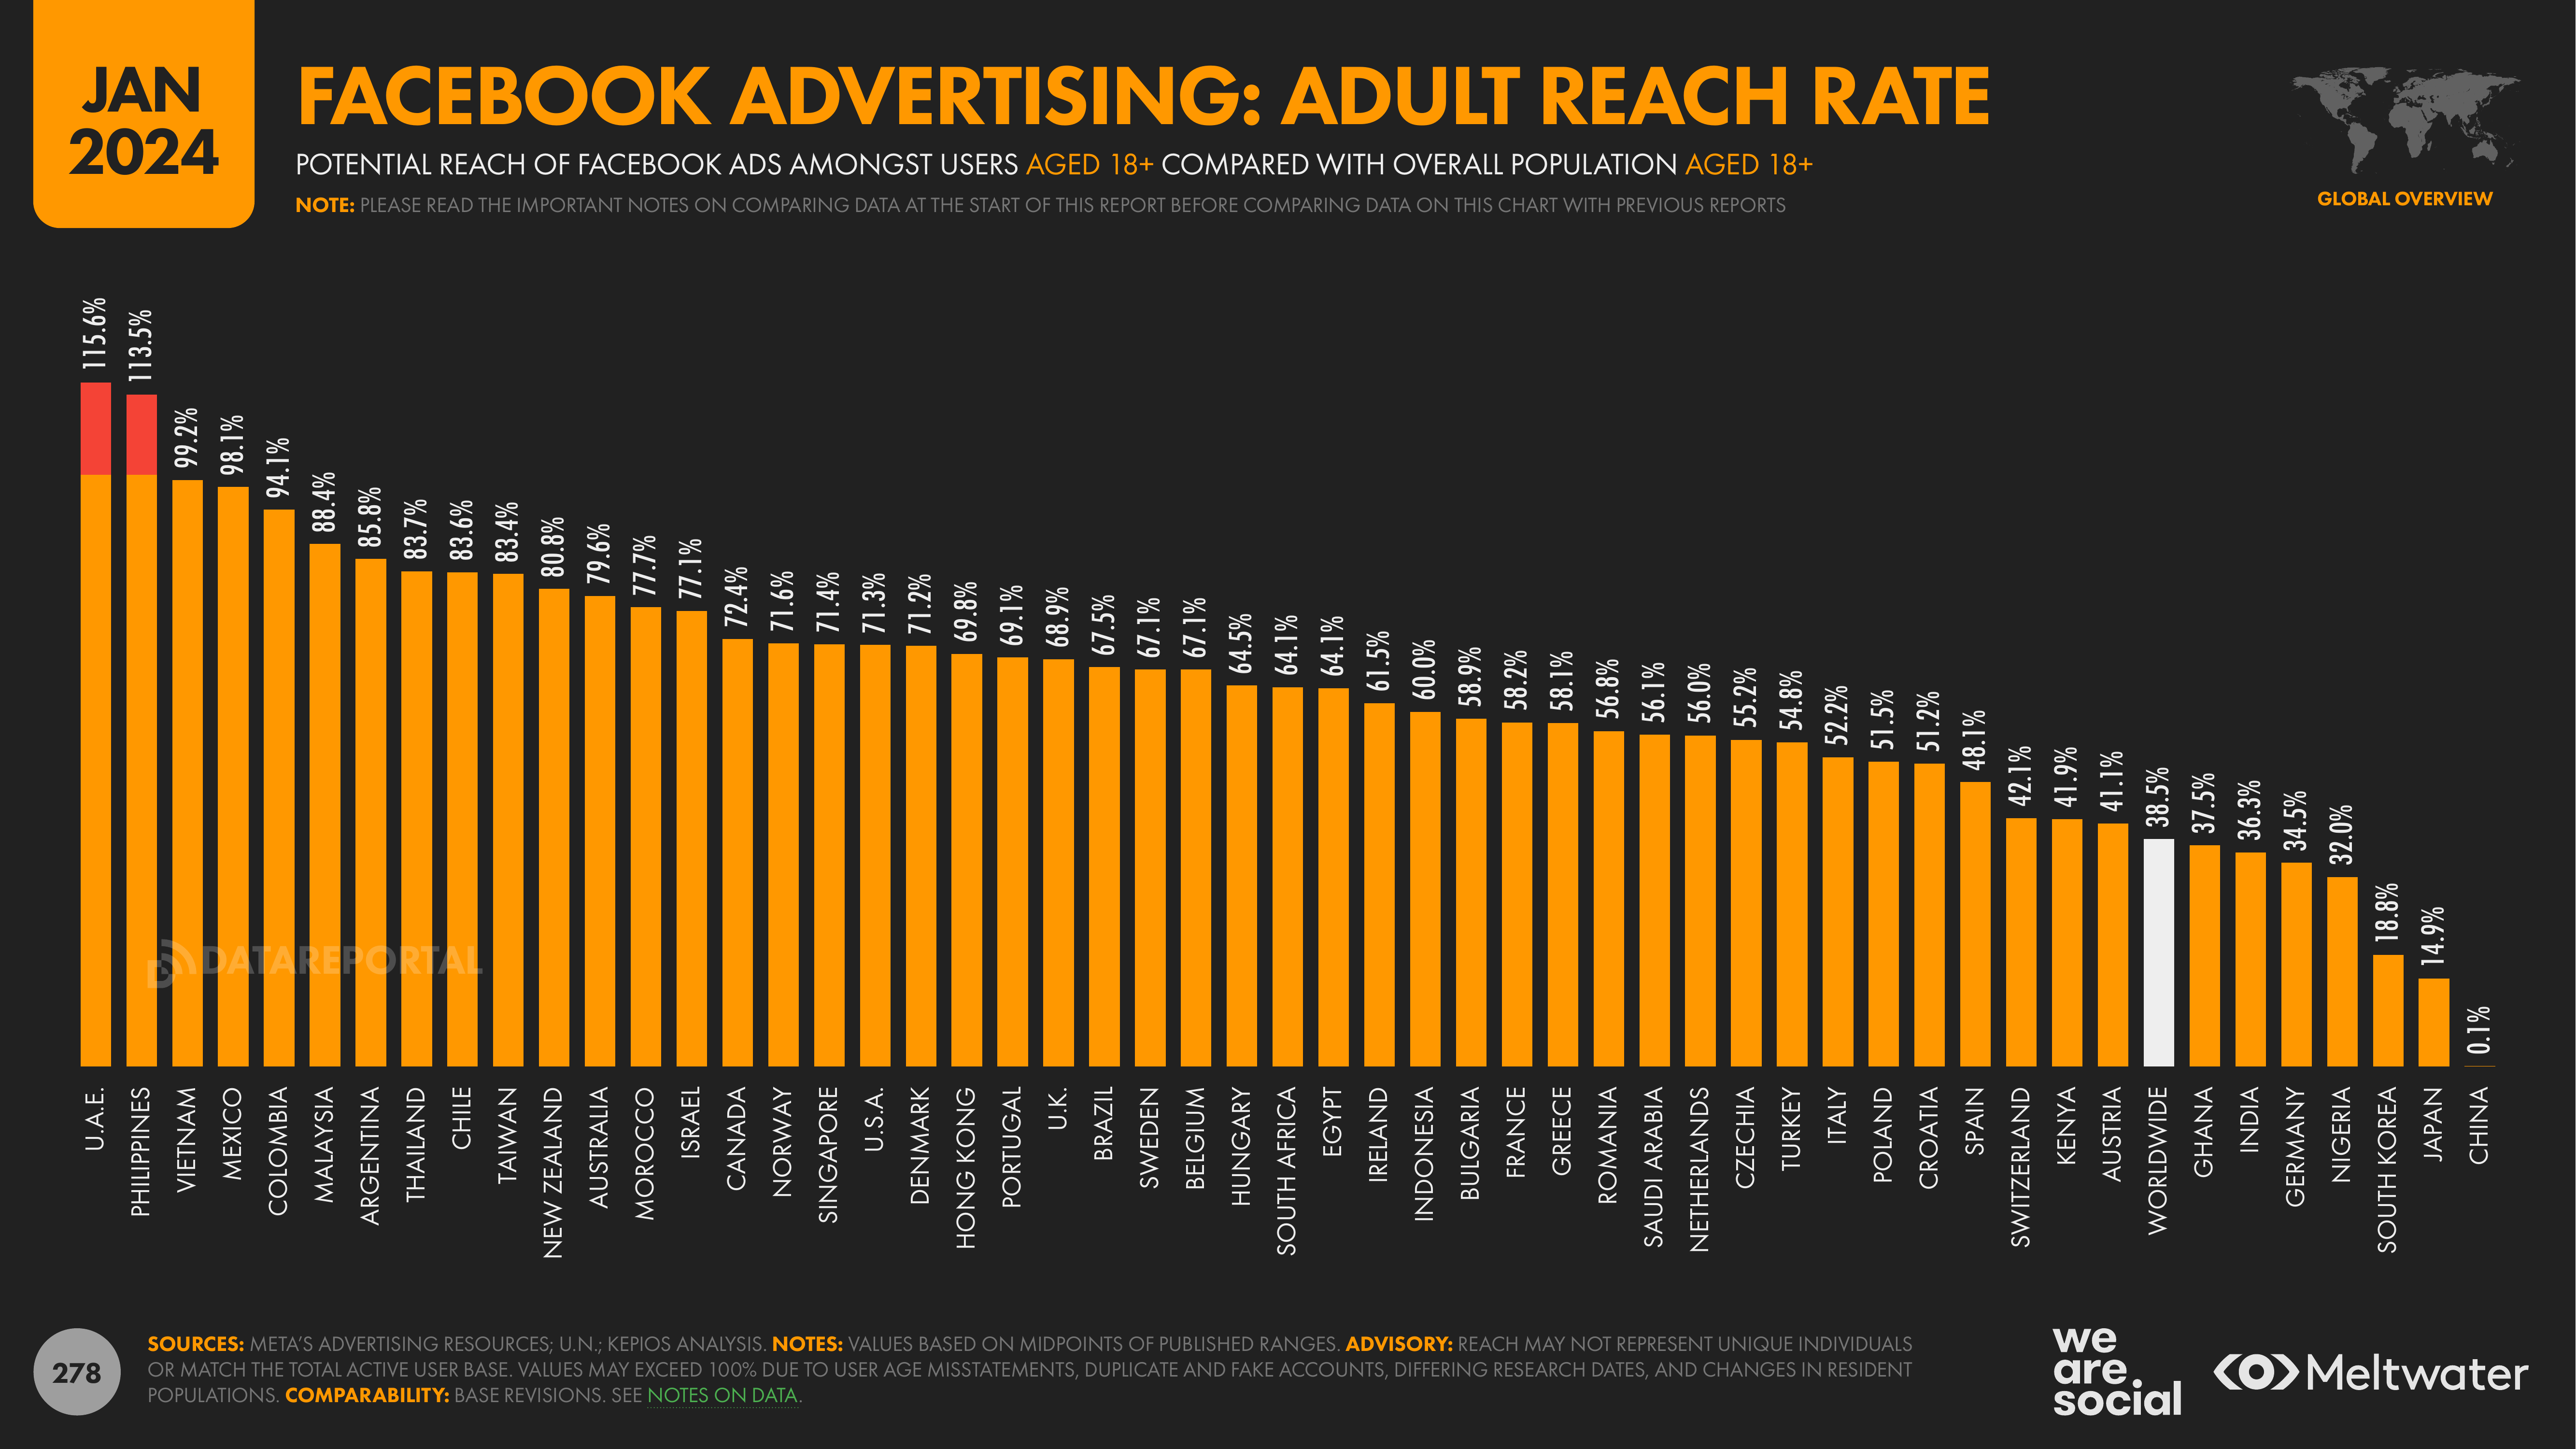 JAN
2024
FACEBOOK ADVERTISING: ADULT REACH RATE
POTENTIAL REACH OF FACEBOOK ADS AMONGST USERS AGED 18+ COMPARED WITH OVERALL POPULATION AGED 18+
NOTE: PLEASE READ THE IMPORTANT NOTES ON COMPARING DATA AT THE START OF THIS REPORT BEFORE COMPARING DATA ON THIS CHART WITH PREVIOUS REPORTS
GLOBAL OVERVIEW
115.6%
113.5%
99.2%
98.1%
94.1%
88.4%
85.8%
83.7%
83.6%
83.4%
80.8%
79.6%
77.7%
77.1%
72.4%
71.6%
71.4%
71.3%
71.2%
69.8%
69.1%
68.9%
67.5%
67.1%
67.1%
64.5%
64.1%
64.1%
61.5%
60.0%
58.9%
58.2%
58.1%
56.8%
56.1%
56.0%
55.2%
54.8%
52.2%
51.5%
51.2%
48.1%
42.1%
41.9%
41.1%
38.5%
37.5%
36.3%
34.5%
32.0%
18.8%
14.9%
0.1%
DATAREPORTAL
U.A.E.
PHILIPPINES
VIETNAM
MEXICO
COLOMBIA
MALAYSIA
ARGENTINA
THAILAND
CHILE
TAIWAN
NEW ZEALAND
AUSTRALIA
MOROCCO
ISRAEL
CANADA
NORWAY
SINGAPORE
U.S.A.
DENMARK
HONG KONG
PORTUGAL
U.K.
BRAZIL
SWEDEN
BELGIUM
HUNGARY
SOUTH AFRICA
EGYPT
IRELAND
INDONESIA
BULGARIA
FRANCE
GREECE
ROMANIA
SAUDI ARABIA
NETHERLANDS
CZECHIA
TURKEY
ITALY
POLAND
CROATIA
SPAIN
SWITZERLAND
KENYA
AUSTRIA
WORLDWIDE
GHANA
INDIA
GERMANY
NIGERIA
SOUTH KOREA
JAPAN
CHINA
278
SOURCES: META'S ADVERTISING RESOURCES; U.N.; KEPIOS ANALYSIS. NOTES: VALUES BASED ON MIDPOINTS OF PUBLISHED RANGES. ADVISORY: REACH MAY NOT REPRESENT UNIQUE INDIVIDUALS
OR MATCH THE TOTAL ACTIVE USER BASE. VALUES MAY EXCEED 100% DUE TO USER AGE MISSTATEMENTS, DUPLICATE AND FAKE ACCOUNTS, DIFFERING RESEARCH DATES, AND CHANGES IN RESIDENT
POPULATIONS. COMPARABILITY: BASE REVISIONS. SEE NOTES ON DATA.
we
are.
social
Meltwater